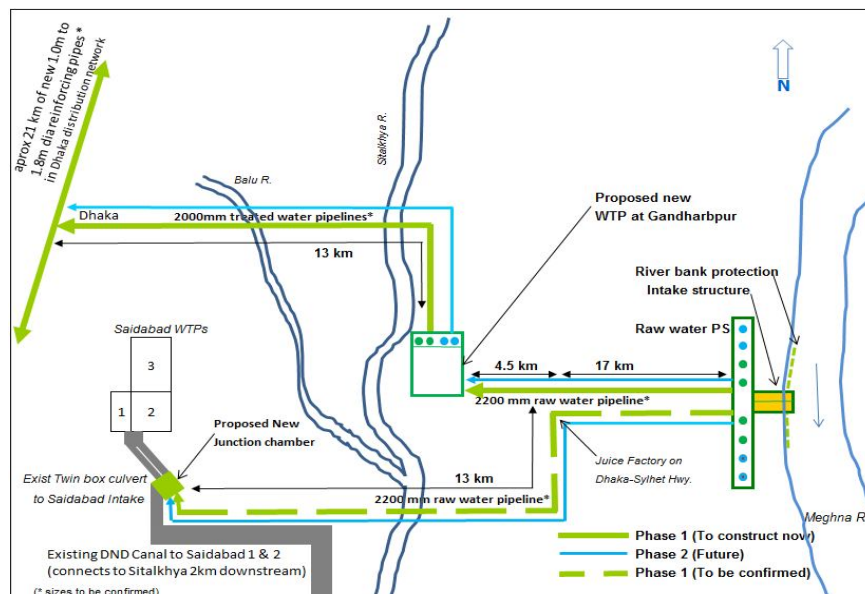 aprox 21 km of new 1.0m to
1.8m dia reinforcing pipes *
in Dhaka distribution network
N
Sitalkhya R.
Balu R.
Dhaka
2000mm treated water pipelines*
13 km
Proposed new
WTP at Gandharbpur
River bank protection
Intake structure
Raw water PS
Saidabad WTPs
3
1
2
4.5 km
17 km
2200 mm raw water pipeline*
Proposed New
Junction chamber
Exist Twin box culvert
to Saidabad Intake
13 km
2200 mm raw water pipeline*
Juice Factory on
Dhaka-Sylhet Hwy.
Meghna R
Existing DND Canal to Saidabad 1 & 2
(connects to Sitalkhya 2km downstream)
(* sizes to be confirmed)
Phase 1 (To construct now)
Phase 2 (Future)
Phase 1 (To be confirmed)